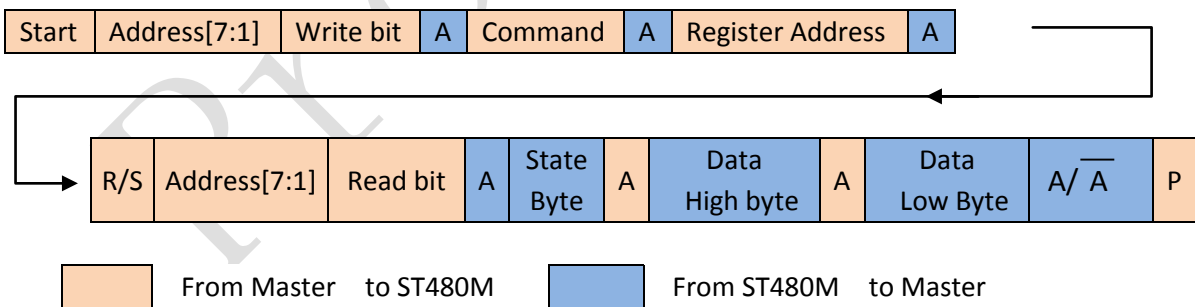 Start Address[7:1] Write bit A Command A Register Address A
R/S Address[7:1] Read bit A State Byte A Data High byte A Data Low Byte A/ A̅ P
From Master to ST480M From ST480M to Master